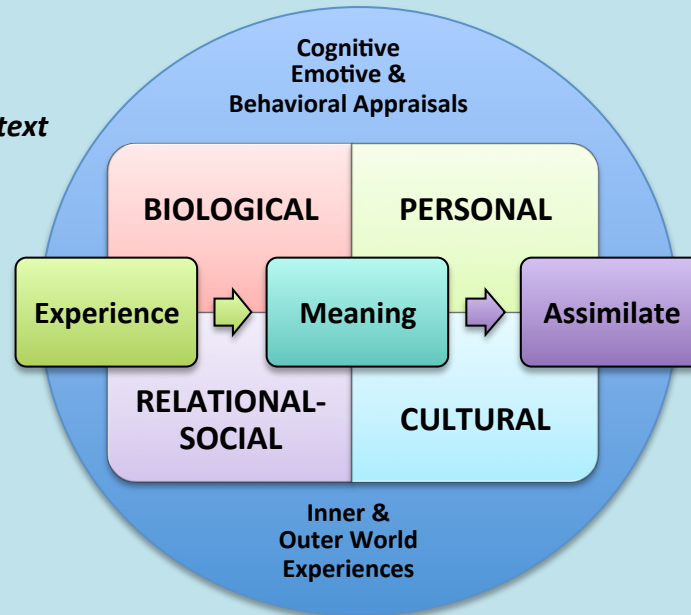 Cognitive
Emotive &
Behavioral Appraisals
text
BIOLOGICAL
PERSONAL
Experience
Meaning
Assimilate
RELATIONAL-
SOCIAL
CULTURAL
Inner &
Outer World
Experiences